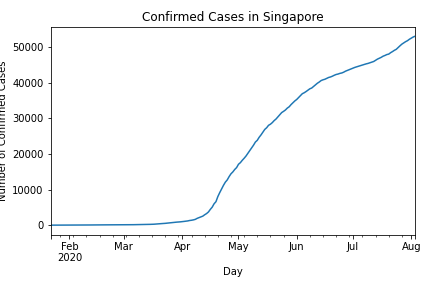 Confirmed Cases in Singapore
Number of Confirmed Cases
50000
40000
30000
20000
10000
0
Feb Mar Apr May Jun Jul Aug
2020
Day